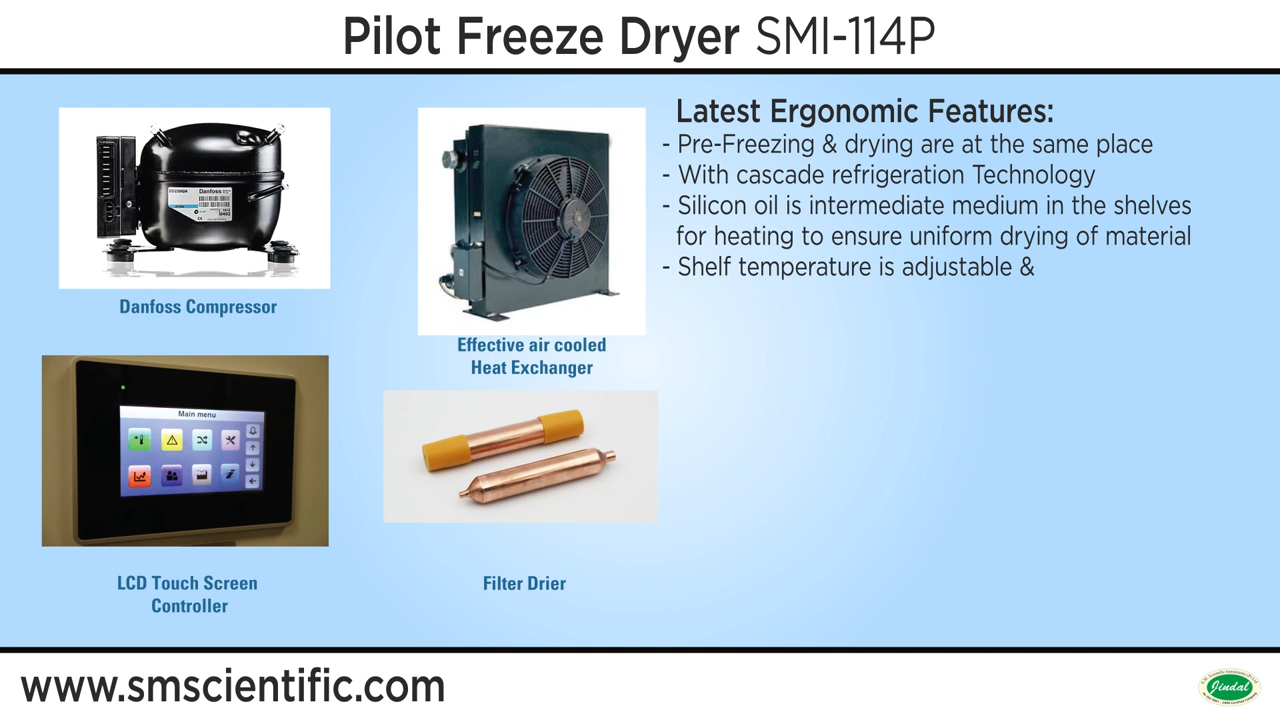 Pilot Freeze Dryer SMI-114P
Latest Ergonomic Features:
- Pre-Freezing & drying are at the same place
- With cascade refrigeration Technology
- Silicon oil is intermediate medium in the shelves
for heating to ensure uniform drying of material
- Shelf temperature is adjustable &
Danfoss
Danfoss Compressor
Effective air cooled
Heat Exchanger
Main menu
LCD Touch Screen
Controller
Filter Drier
www.smscientific.com
Jindal